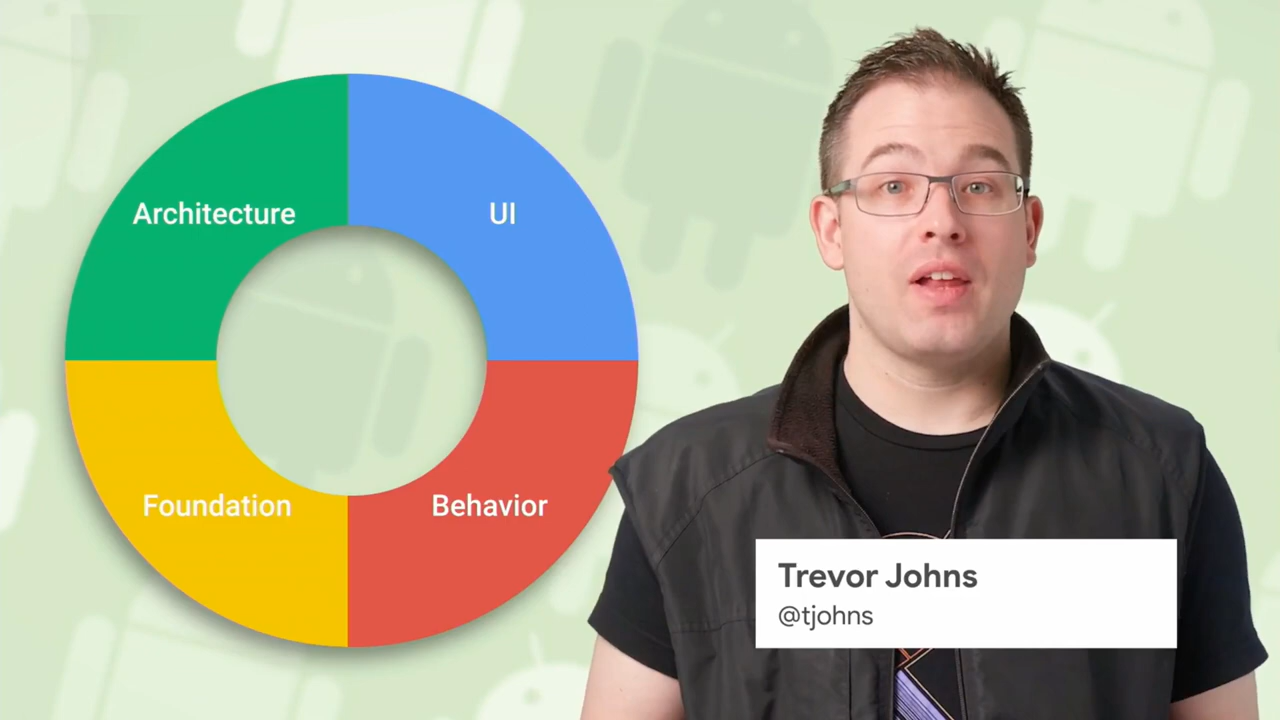 Architecture
UI
Foundation
Behavior
Trevor Johns
@tjohns